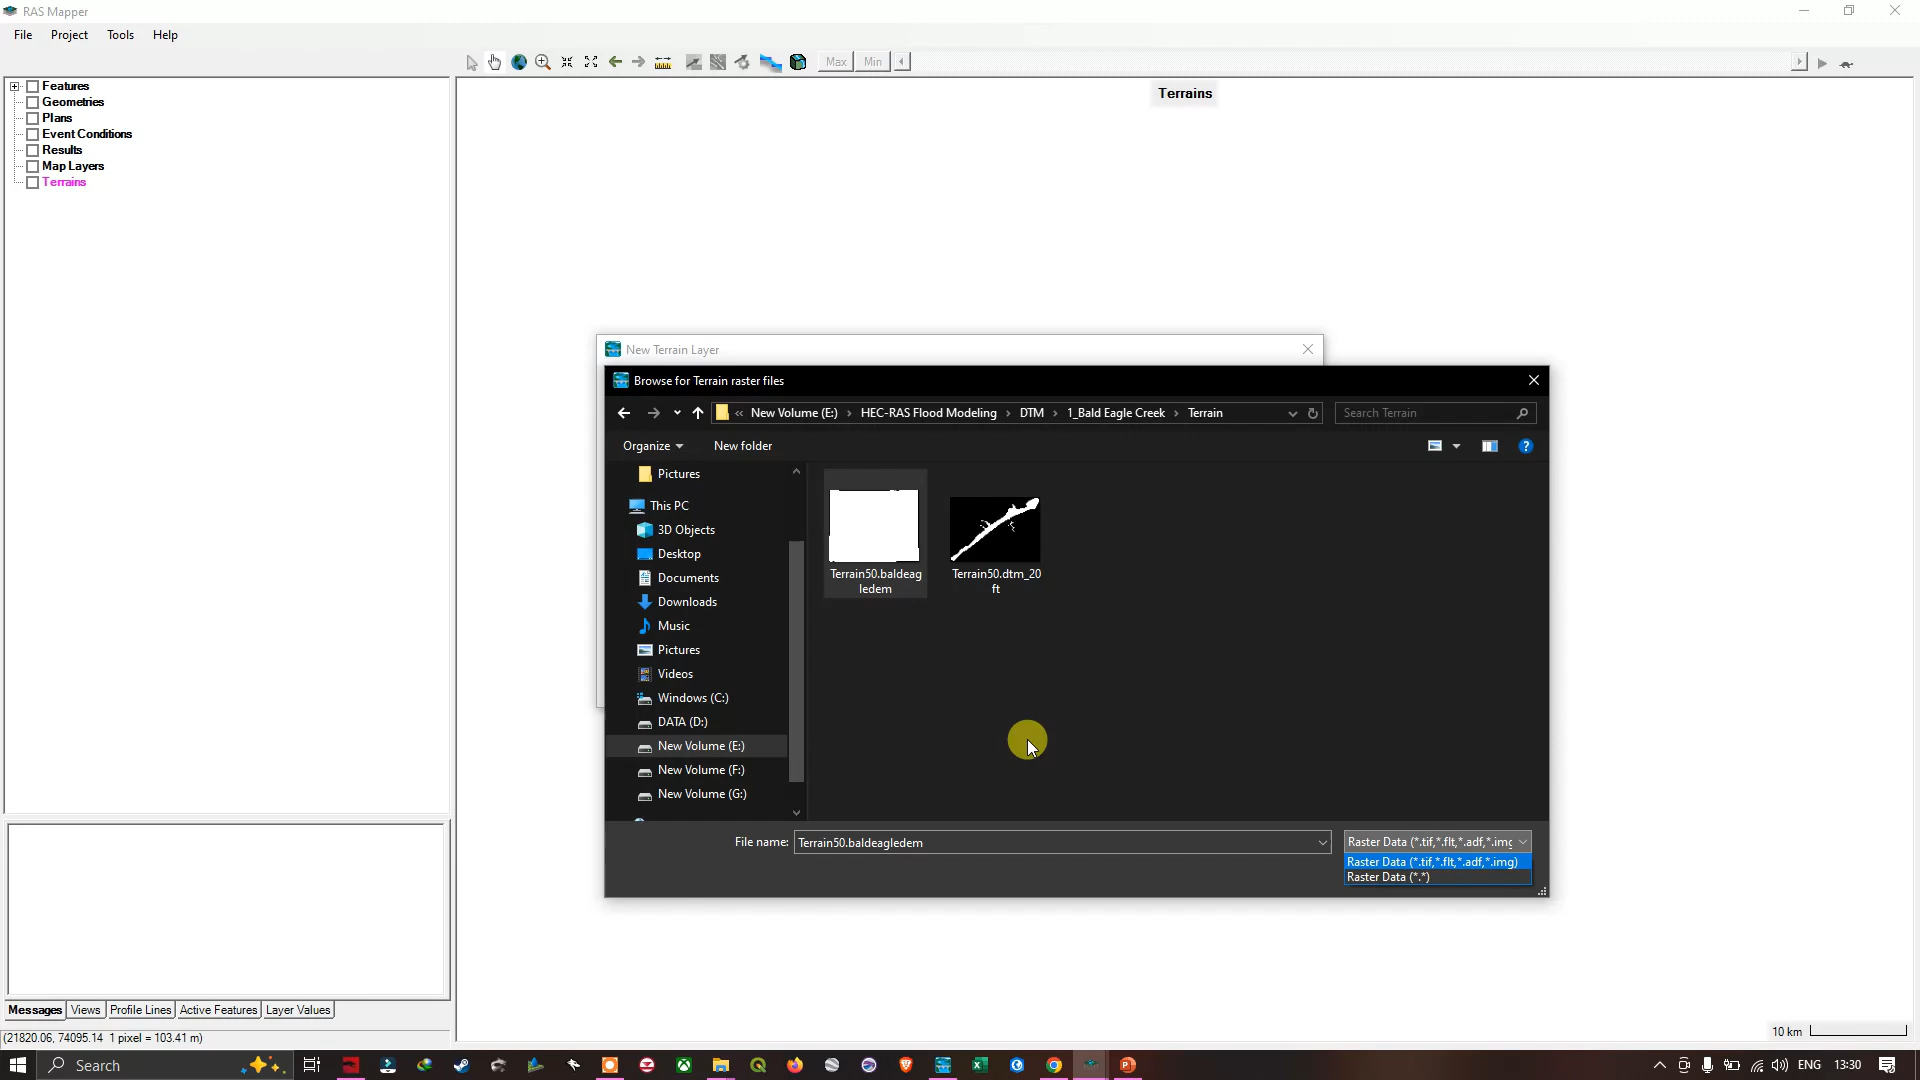 RAS Mapper
File Project Tools Help
Max Min
Features
Geometries
Plans
Event Conditions
Results
Map Layers
Terrains
Terrains
New Terrain Layer
Browse for Terrain raster files
« New Volume (E:) › HEC-RAS Flood Modeling › DTM › 1_Bald Eagle Creek › Terrain
Search Terrain
Organize New folder
Pictures
This PC
3D Objects
Desktop
Documents
Downloads
Music
Pictures
Videos
Windows (C:)
DATA (D:)
New Volume (E:)
New Volume (F:)
New Volume (G:)
Terrain50.baldeag
ledem
Terrain50.dtm_20
ft
File name: Terrain50.baldeagledem
Raster Data (*.tif,*.flt,*.adf,*.img
Raster Data (*.tif,*.flt,*.adf,*.img)
Raster Data (*.*)
Messages Views Profile Lines Active Features Layer Values
(21820.06, 74095.14 1 pixel = 103.41 m)
10 km
Search
ENG 13:30